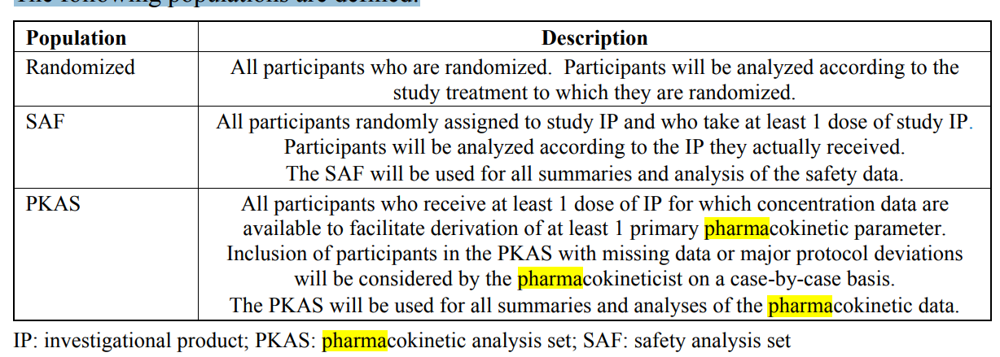 The following populations are defined:
Population Description
Randomized All participants who are randomized. Participants will be analyzed according to the
study treatment to which they are randomized.
SAF All participants randomly assigned to study IP and who take at least 1 dose of study IP.
Participants will be analyzed according to the IP they actually received.
The SAF will be used for all summaries and analysis of the safety data.
PKAS All participants who receive at least 1 dose of IP for which concentration data are
available to facilitate derivation of at least 1 primary pharmacokinetic parameter.
Inclusion of participants in the PKAS with missing data or major protocol deviations
will be considered by the pharmacokineticist on a case-by-case basis.
The PKAS will be used for all summaries and analyses of the pharmacokinetic data.
IP: investigational product; PKAS: pharmacokinetic analysis set; SAF: safety analysis set